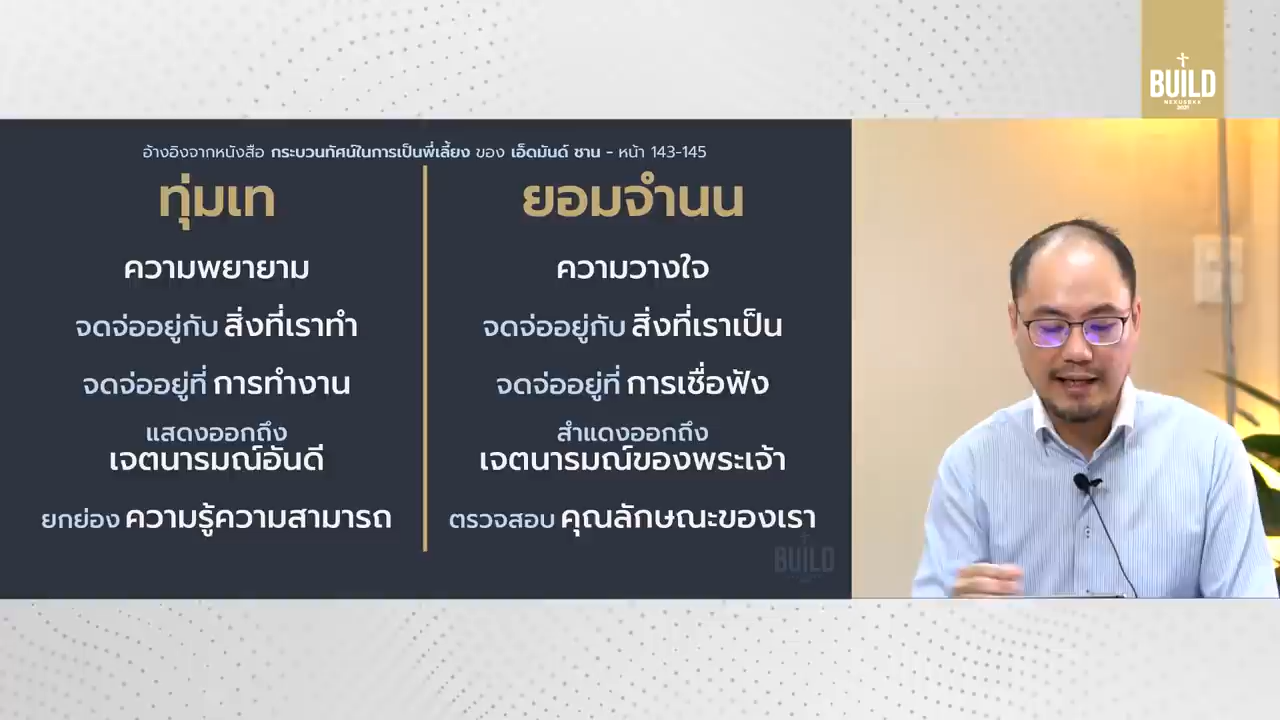 BUILD
NEXUSBKK
2021
อ้างอิงจากหนังสือ กระบวนทัศน์ในการเป็นพี่เลี้ยง ของ เอ็ดมันด์ ชาน - หน้า 143-145
ทุ่มเท
ความพยายาม
จดจ่ออยู่กับ สิ่งที่เราทำ
จดจ่ออยู่ที่ การทำงาน
แสดงออกถึง
เจตนารมณ์อันดี
ยกย่อง ความรู้ความสามารถ
ยอมจำนน
ความวางใจ
จดจ่ออยู่กับ สิ่งที่เราเป็น
จดจ่ออยู่ที่ การเชื่อฟัง
สำแดงออกถึง
เจตนารมณ์ของพระเจ้า
ตรวจสอบ คุณลักษณะของเรา
BUILD